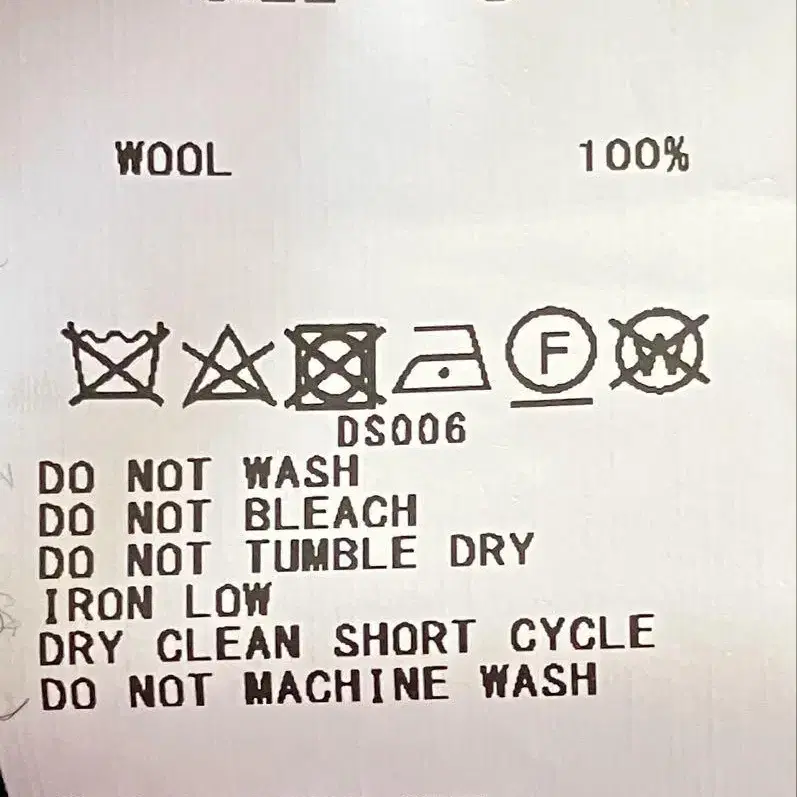 WOOL 100%
F W
DS006
DO NOT WASH
DO NOT BLEACH
DO NOT TUMBLE DRY
IRON LOW
DRY CLEAN SHORT CYCLE
DO NOT MACHINE WASH